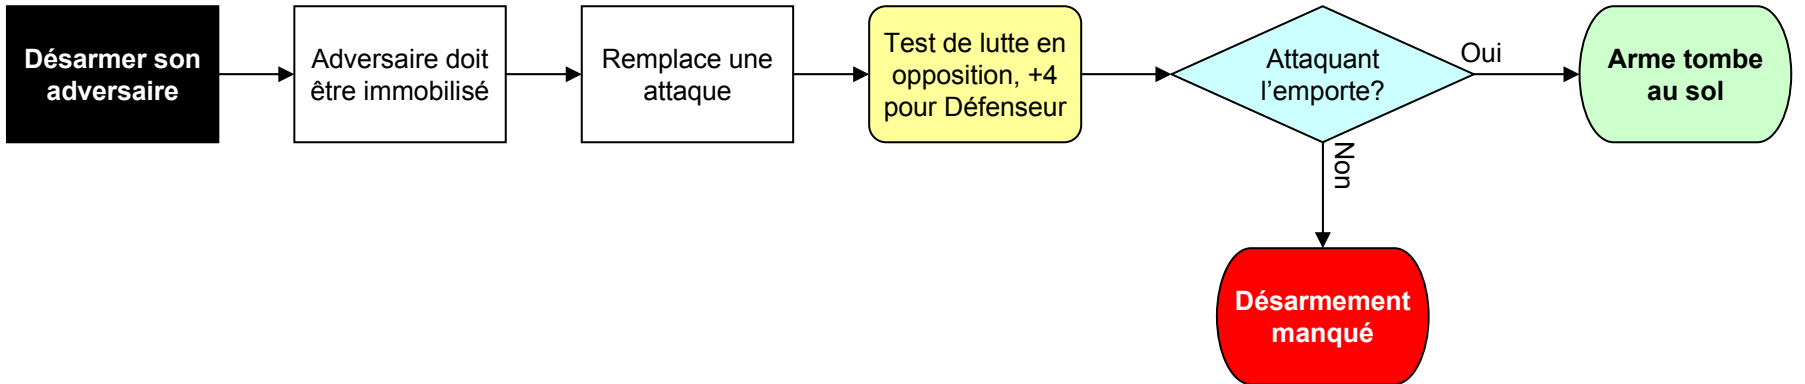 Désarmer son
adversaire
Adversaire doit
être immobilisé
Remplace une
attaque
Test de lutte en
opposition, +4
pour Défenseur
Attaquant
l’emporte?
Oui
Arme tombe
au sol
Non
Désarmement
manqué